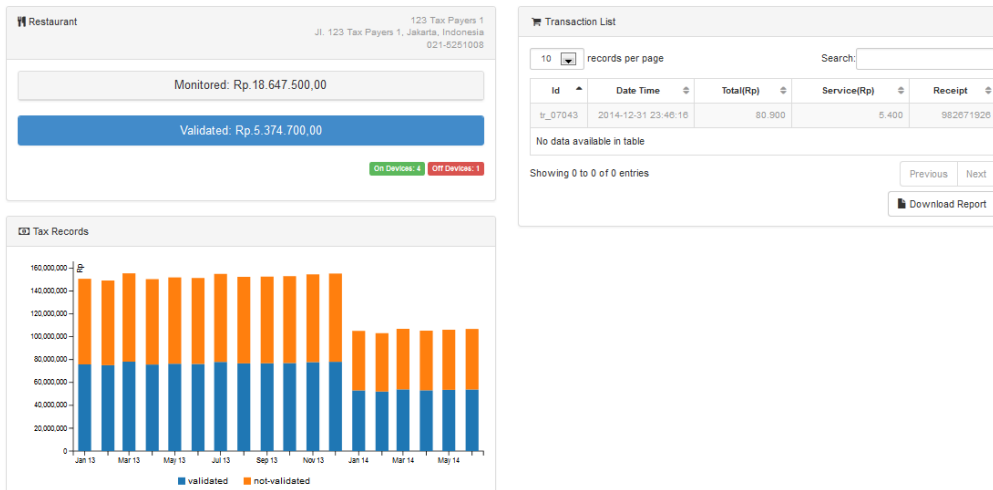 Restaurant
123 Tax Payers 1
Jl. 123 Tax Payers 1, Jakarta, Indonesia
021-5251008
Monitored: Rp.18.647.500,00
Validated: Rp.5.374.700,00
On Devices: 4 Off Devices: 1
Tax Records
Rp
160,000,000
140,000,000
120,000,000
100,000,000
80,000,000
60,000,000
40,000,000
20,000,000
0
Jan 13 Mar 13 May 13 Jul 13 Sep 13 Nov 13 Jan 14 Mar 14 May 14
validated not-validated
Transaction List
10 records per page Search:
Id Date Time Total(Rp) Service(Rp) Receipt
tr_07043 2014-12-31 23:46:16 80.900 5.400 982671926
No data available in table
Showing 0 to 0 of 0 entries
Previous Next
Download Report